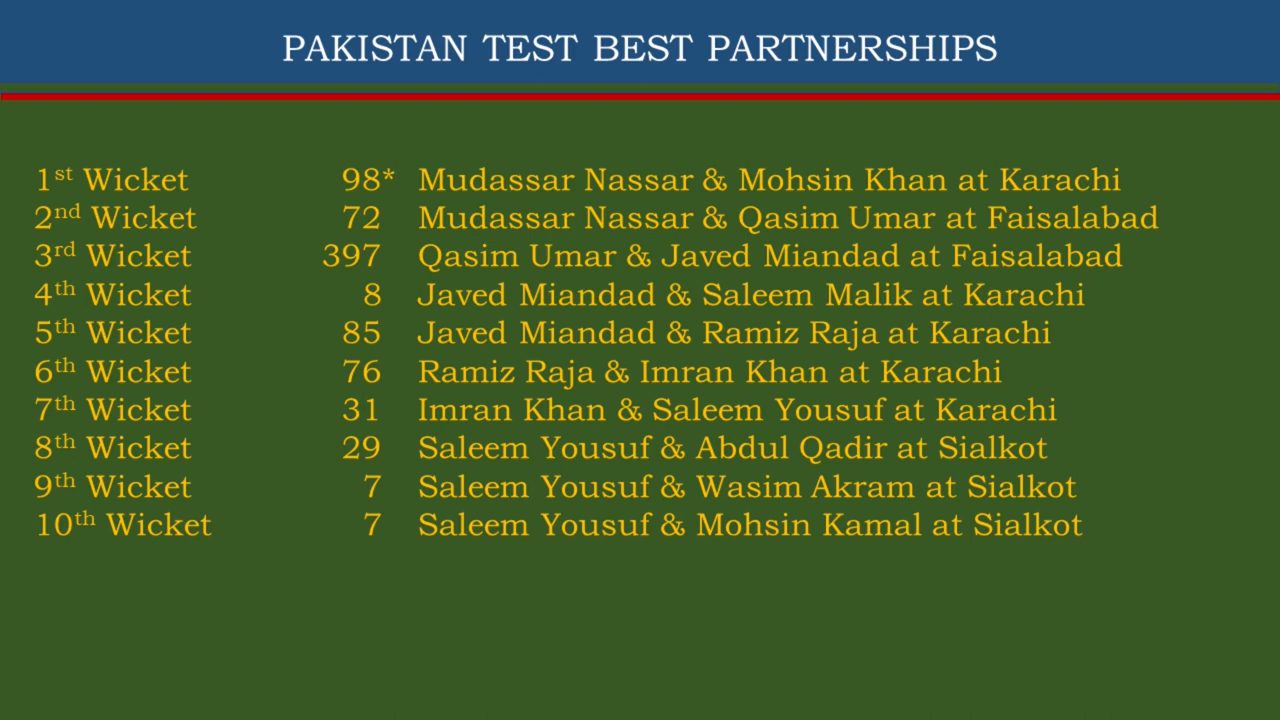 PAKISTAN TEST BEST PARTNERSHIPS
1st Wicket 98* Mudassar Nassar & Mohsin Khan at Karachi
2nd Wicket 72 Mudassar Nassar & Qasim Umar at Faisalabad
3rd Wicket 397 Qasim Umar & Javed Miandad at Faisalabad
4th Wicket 8 Javed Miandad & Saleem Malik at Karachi
5th Wicket 85 Javed Miandad & Ramiz Raja at Karachi
6th Wicket 76 Ramiz Raja & Imran Khan at Karachi
7th Wicket 31 Imran Khan & Saleem Yousuf at Karachi
8th Wicket 29 Saleem Yousuf & Abdul Qadir at Sialkot
9th Wicket 7 Saleem Yousuf & Wasim Akram at Sialkot
10th Wicket 7 Saleem Yousuf & Mohsin Kamal at Sialkot